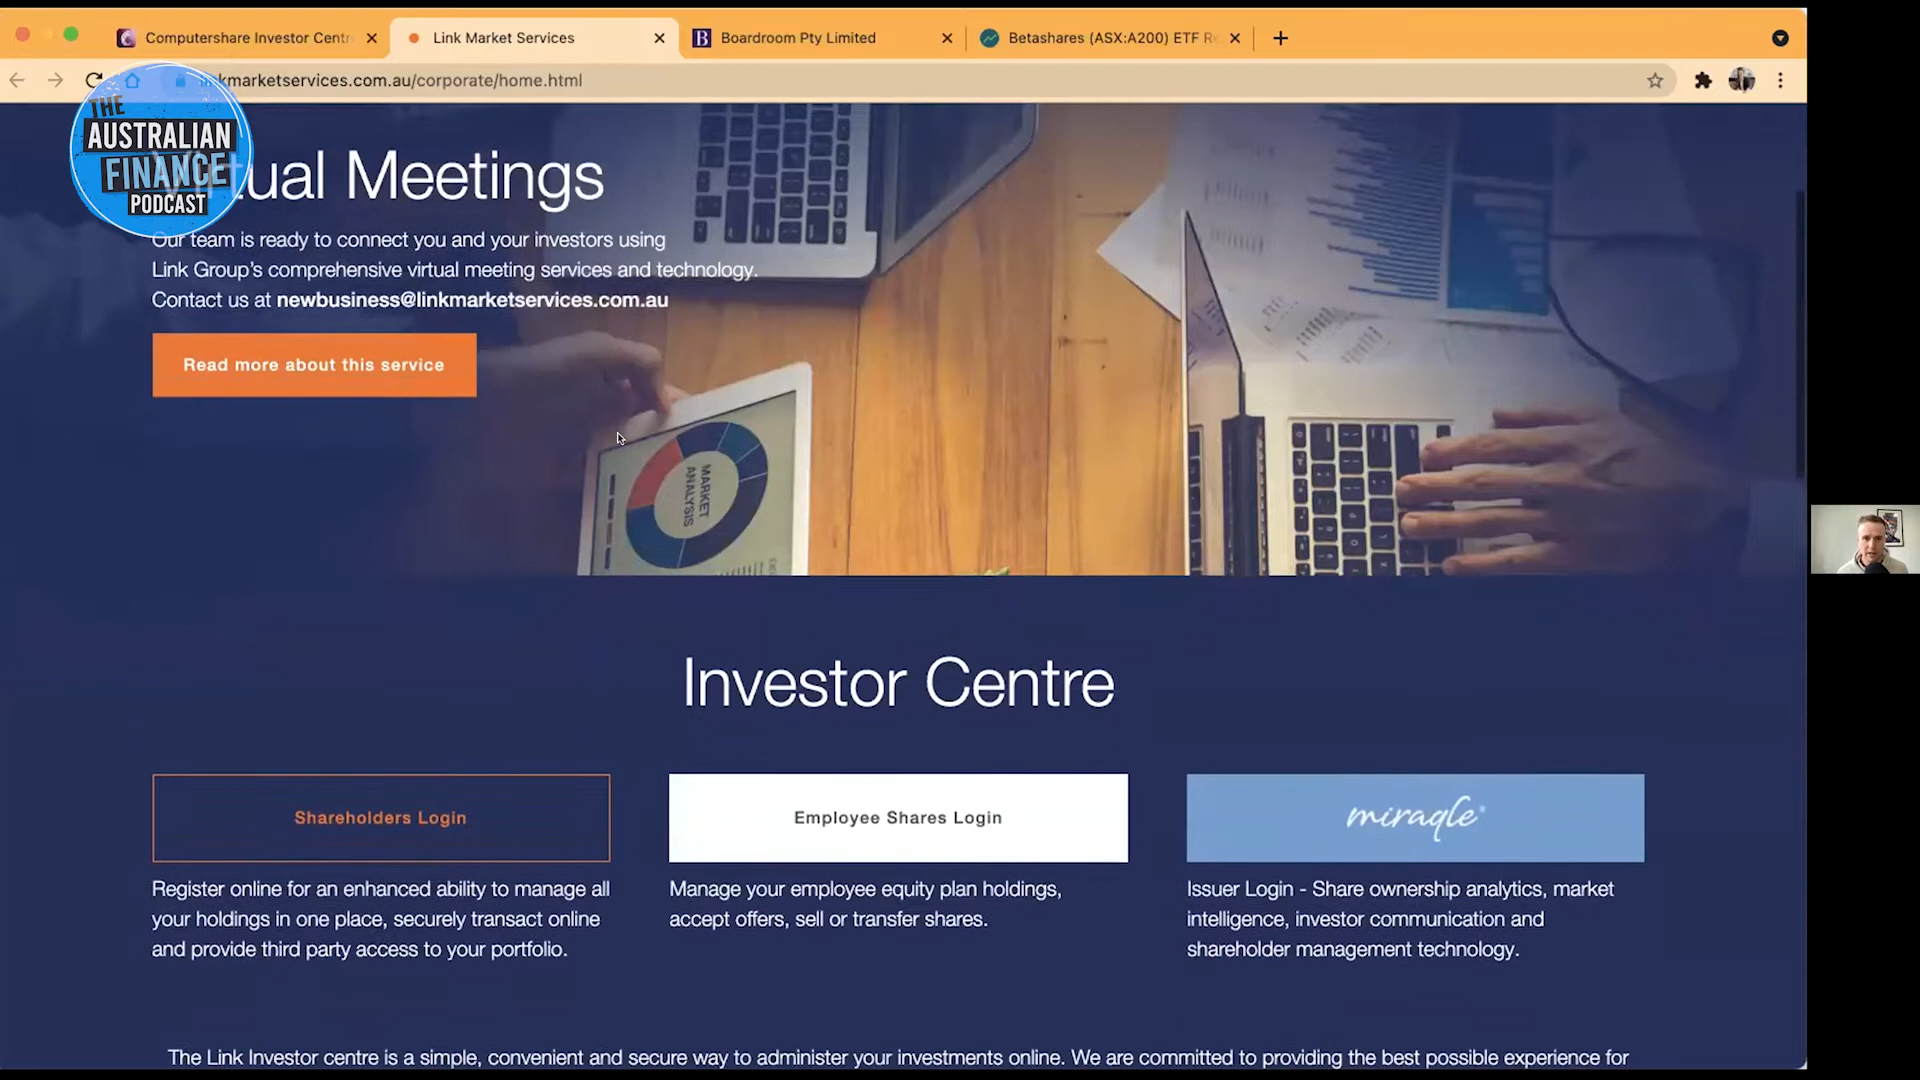 Computershare Investor Centr
Link Market Services
Boardroom Pty Limited
Betashares (ASX:A200) ETF R
kmarketservices.com.au/corporate/home.html
THE
AUSTRALIAN
FINANCE
PODCAST
Virtual Meetings
Our team is ready to connect you and your investors using
Link Group's comprehensive virtual meeting services and technology.
Contact us at newbusiness@linkmarketservices.com.au
Read more about this service
MARKET
ANALYSIS
Investor Centre
Shareholders Login
Employee Shares Login
miraqle
Register online for an enhanced ability to manage all
your holdings in one place, securely transact online
and provide third party access to your portfolio.
Manage your employee equity plan holdings,
accept offers, sell or transfer shares.
Issuer Login - Share ownership analytics, market
intelligence, investor communication and
shareholder management technology.
The Link Investor centre is a simple, convenient and secure way to administer your investments online. We are committed to providing the best possible experience for